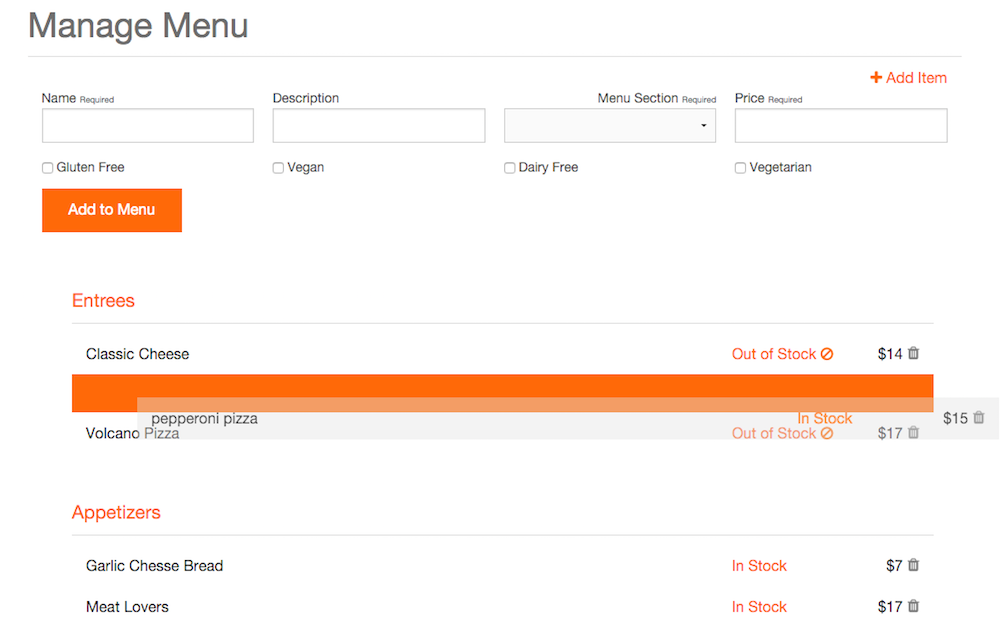 Manage Menu
Add Item
Name Required Description Menu Section Required Price Required
Gluten Free Vegan Dairy Free Vegetarian
Add to Menu
Entrees
Classic Cheese Out of Stock $14
pepperoni pizza In Stock $15
Volcano Pizza Out of Stock $17
Appetizers
Garlic Chesse Bread In Stock $7
Meat Lovers In Stock $17